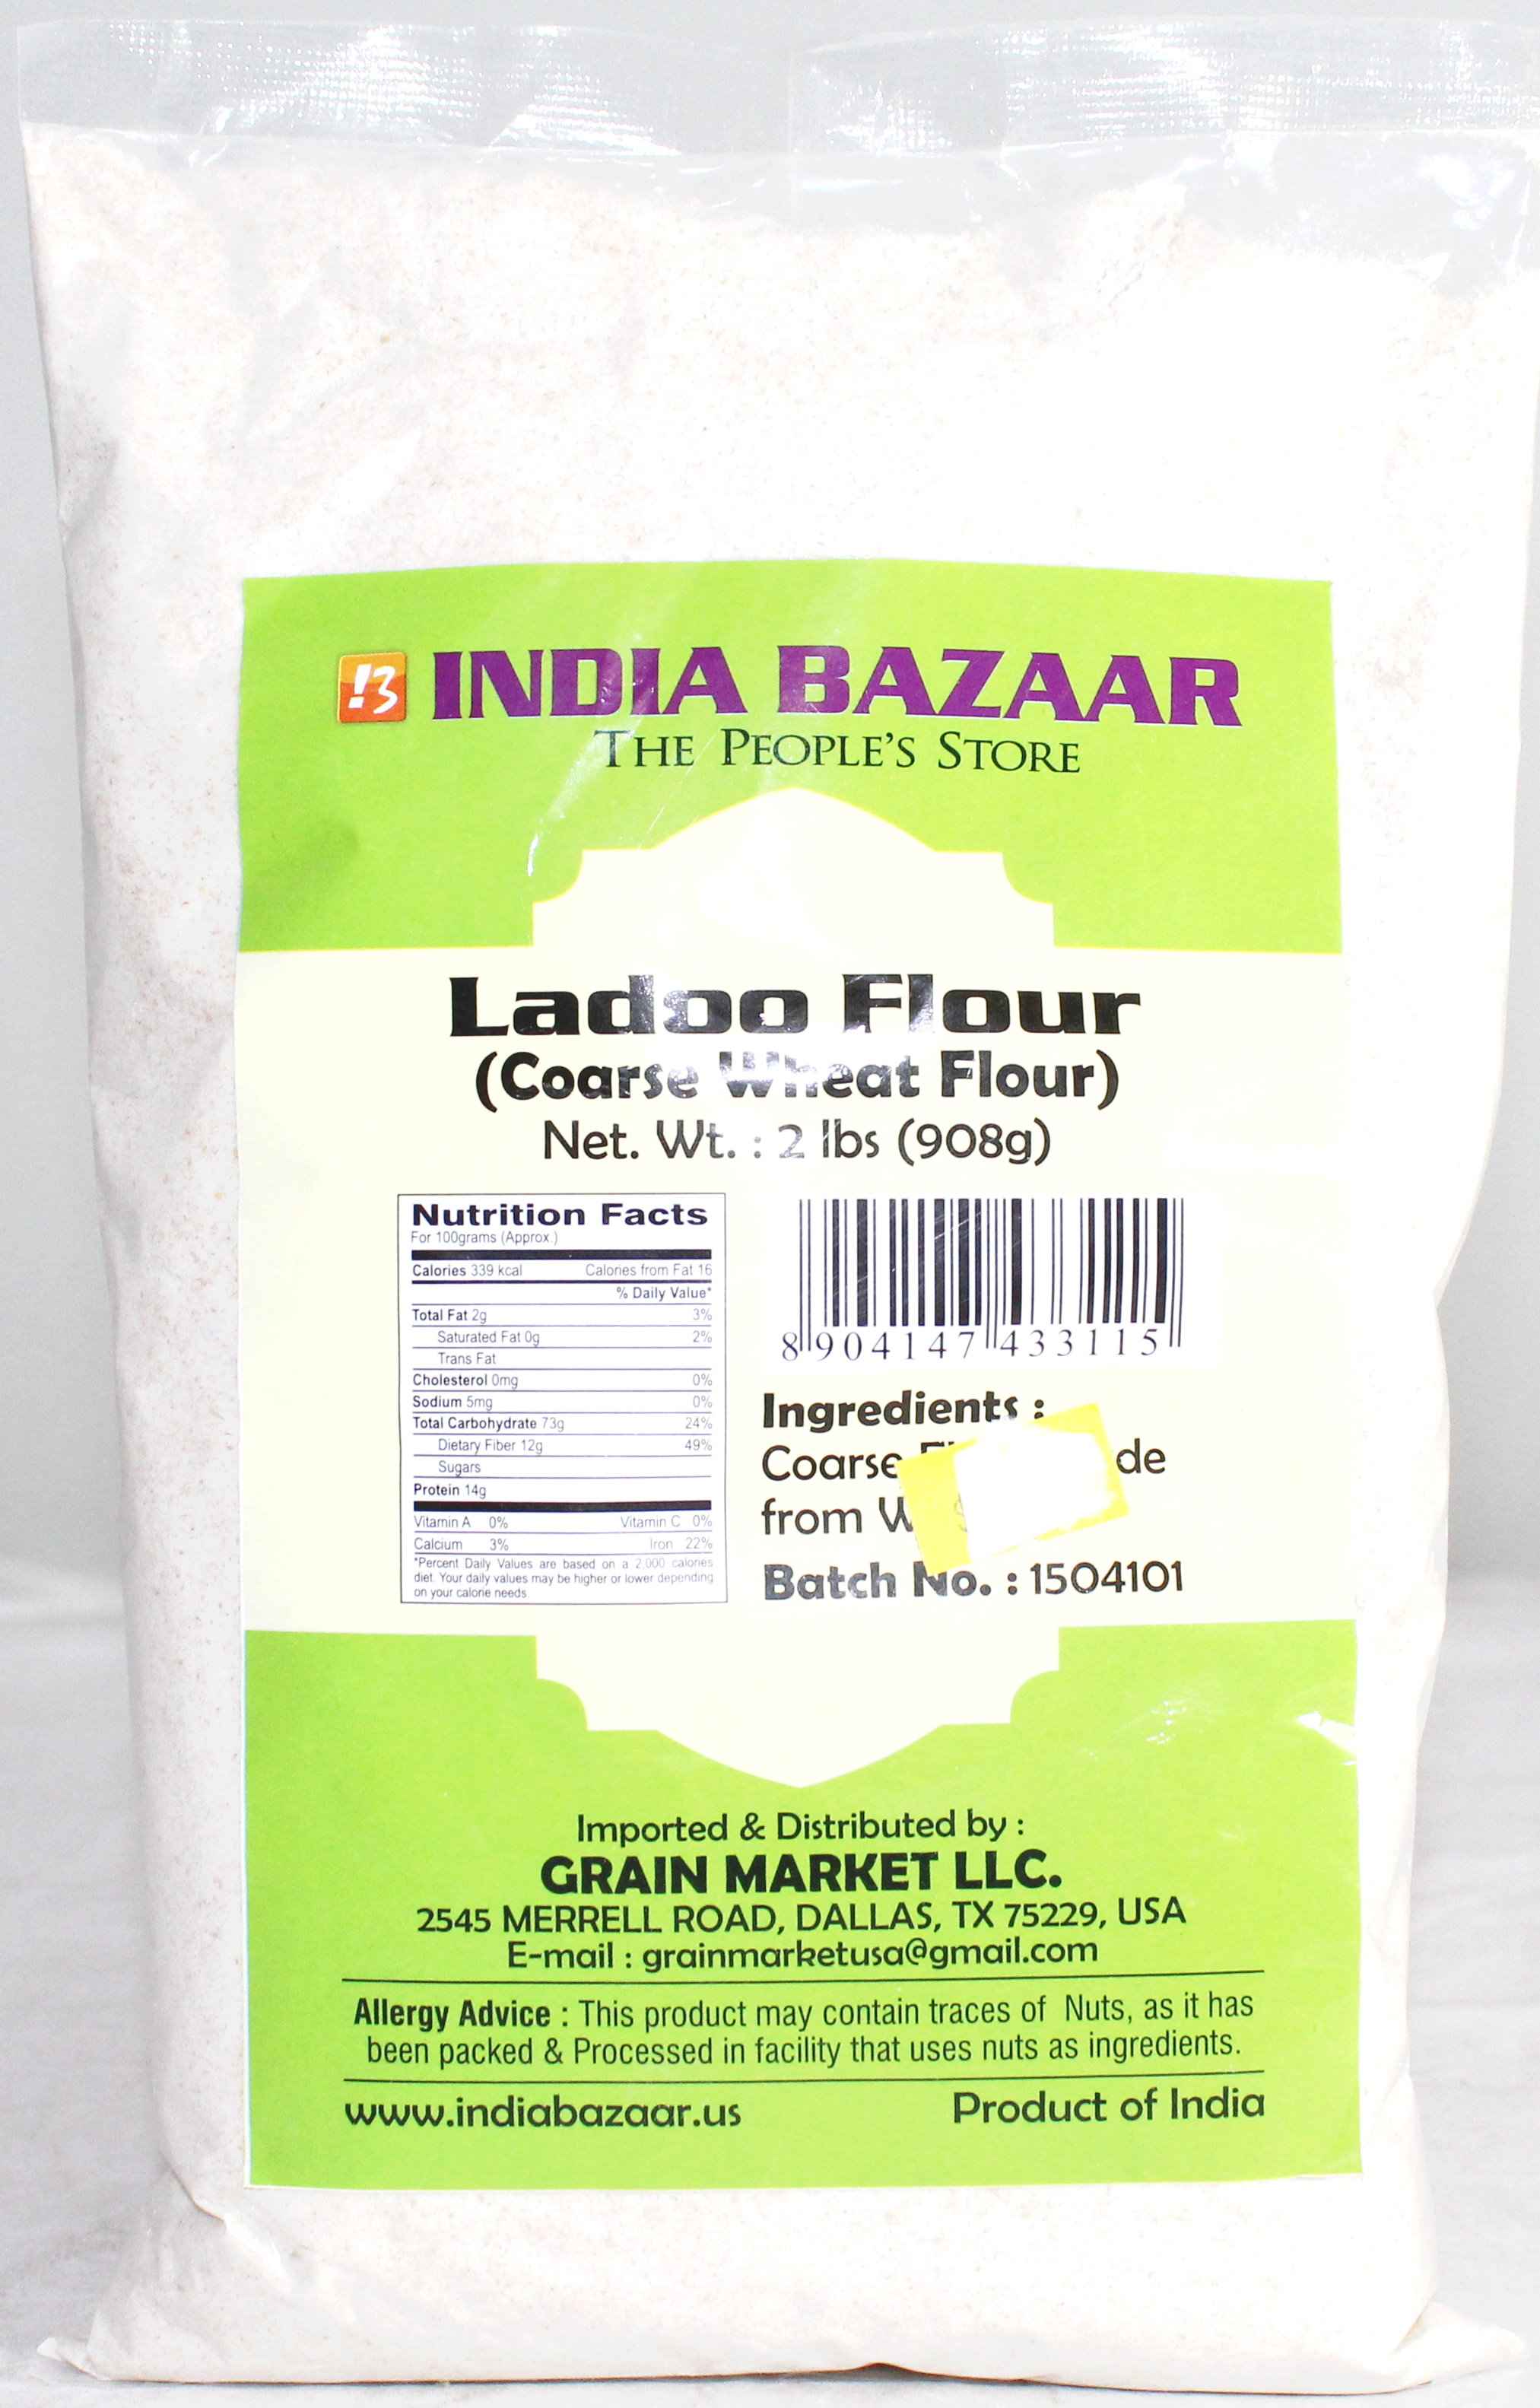 !3 INDIA BAZAAR
THE PEOPLE'S STORE
Ladoo Flour
(Coarse Wheat Flour)
Net. Wt. : 2 lbs (908g)
Nutrition Facts
For 100grams (Approx.)
Calories 339 kcal Calories from Fat 16
% Daily Value*
Total Fat 2g 3%
Saturated Fat 0g 2%
Trans Fat
Cholesterol 0mg 0%
Sodium 5mg 0%
Total Carbohydrate 73g 24%
Dietary Fiber 12g 49%
Sugars
Protein 14g
Vitamin A 0% Vitamin C 0%
Calcium 3% Iron 22%
*Percent Daily Values are based on a 2,000 calories
diet. Your daily values may be higher or lower depending
on your calorie needs.
8 904147 433115
Ingredients :
Coarse
from
Batch No. : 1504101
Imported & Distributed by :
GRAIN MARKET LLC.
2545 MERRELL ROAD, DALLAS, TX 75229, USA
E-mail : grainmarketusa@gmail.com
Allergy Advice : This product may contain traces of Nuts, as it has
been packed & Processed in facility that uses nuts as ingredients.
www.indiabazaar.us Product of India